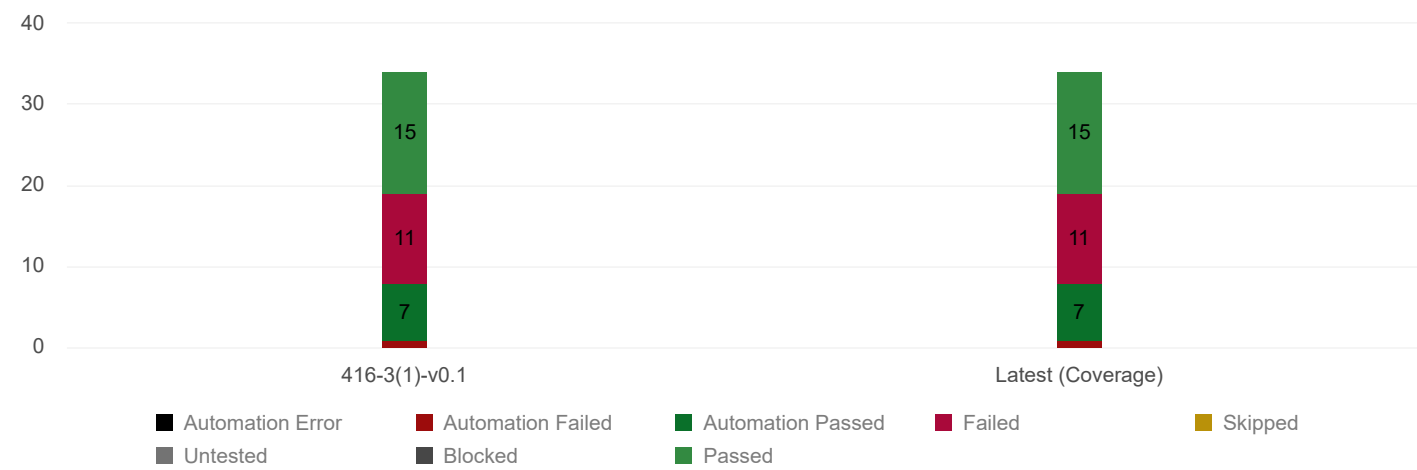 40
30
20
10
0
15
11
7
15
11
7
416-3(1)-v0.1
Latest (Coverage)
Automation Error
Automation Failed
Automation Passed
Failed
Skipped
Untested
Blocked
Passed